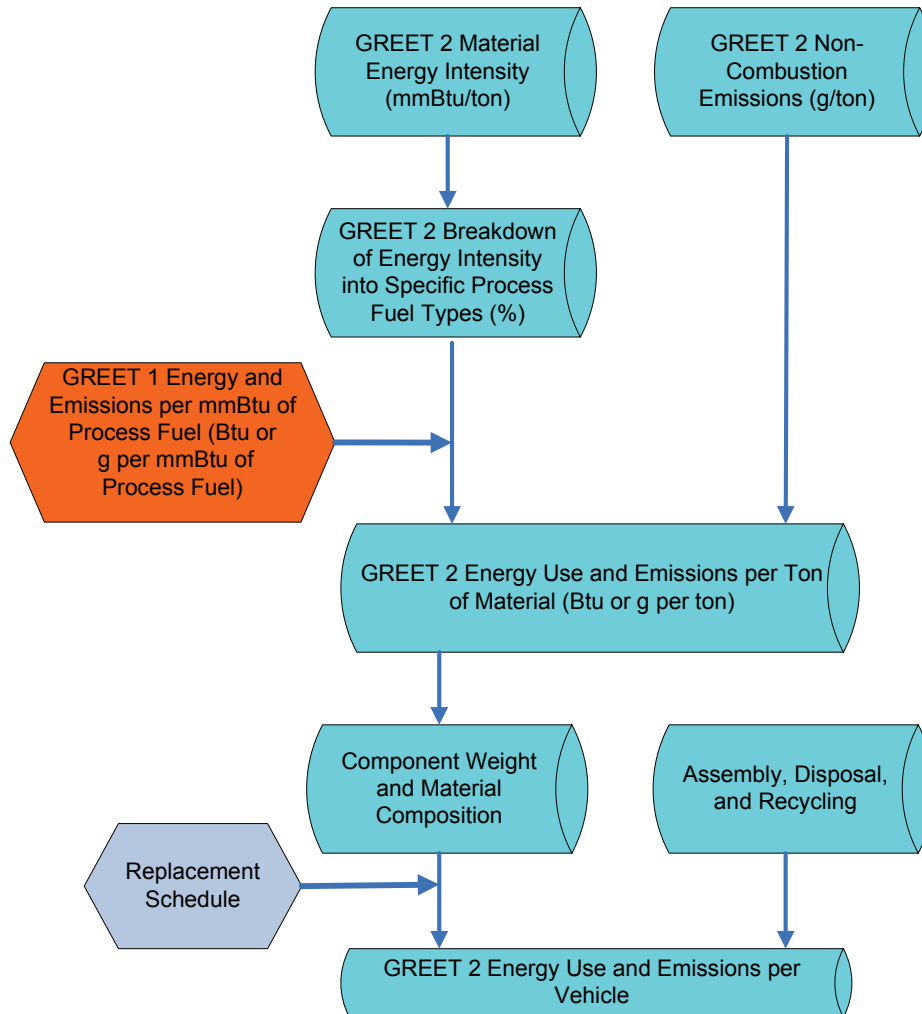 GREET 2 Material
Energy Intensity
(mmBtu/ton)
GREET 2 Non-
Combustion
Emissions (g/ton)
GREET 2 Breakdown
of Energy Intensity
into Specific Process
Fuel Types (%)
GREET 1 Energy and
Emissions per mmBtu of
Process Fuel (Btu or
g per mmBtu of
Process Fuel)
GREET 2 Energy Use and Emissions per Ton
of Material (Btu or g per ton)
Component Weight
and Material
Composition
Assembly, Disposal,
and Recycling
Replacement
Schedule
GREET 2 Energy Use and Emissions per
Vehicle